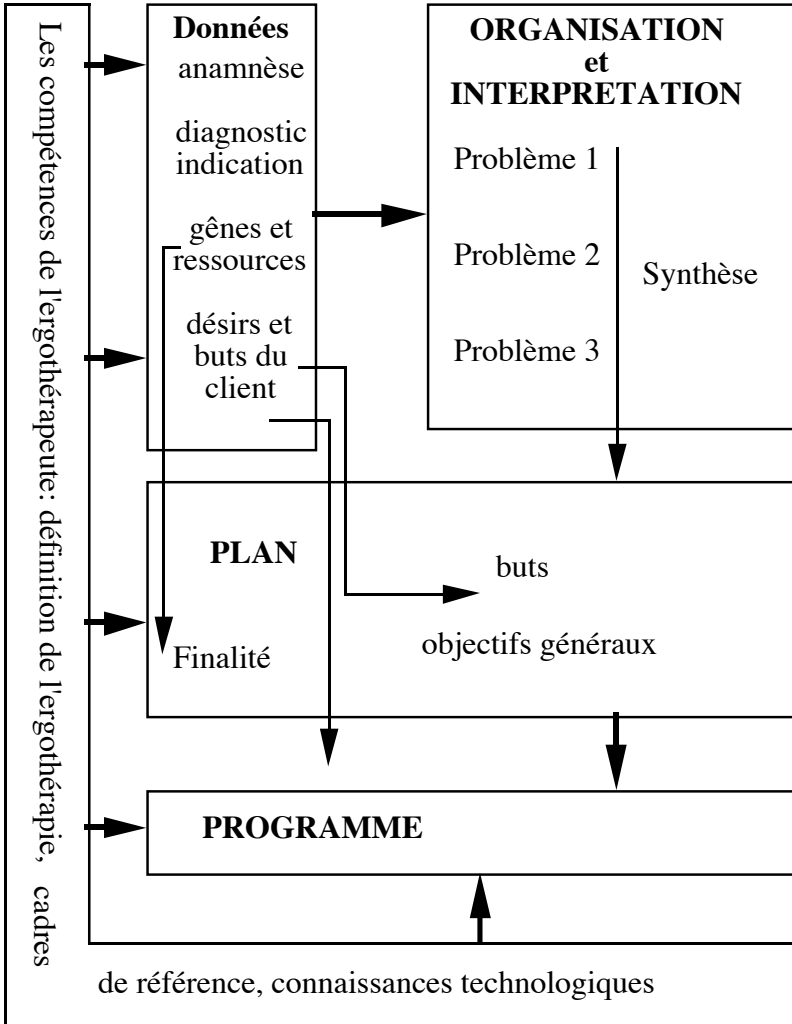 Les compétences de l'ergothérapeute: définition de l'ergothérapie, cadres
de référence, connaissances technologiques
Données
anamnèse
diagnostic
indication
gênes et
ressources
désirs et
buts du
client
ORGANISATION
et
INTERPRETATION
Problème 1
Problème 2
Problème 3
Synthèse
PLAN
buts
objectifs généraux
Finalité
PROGRAMME